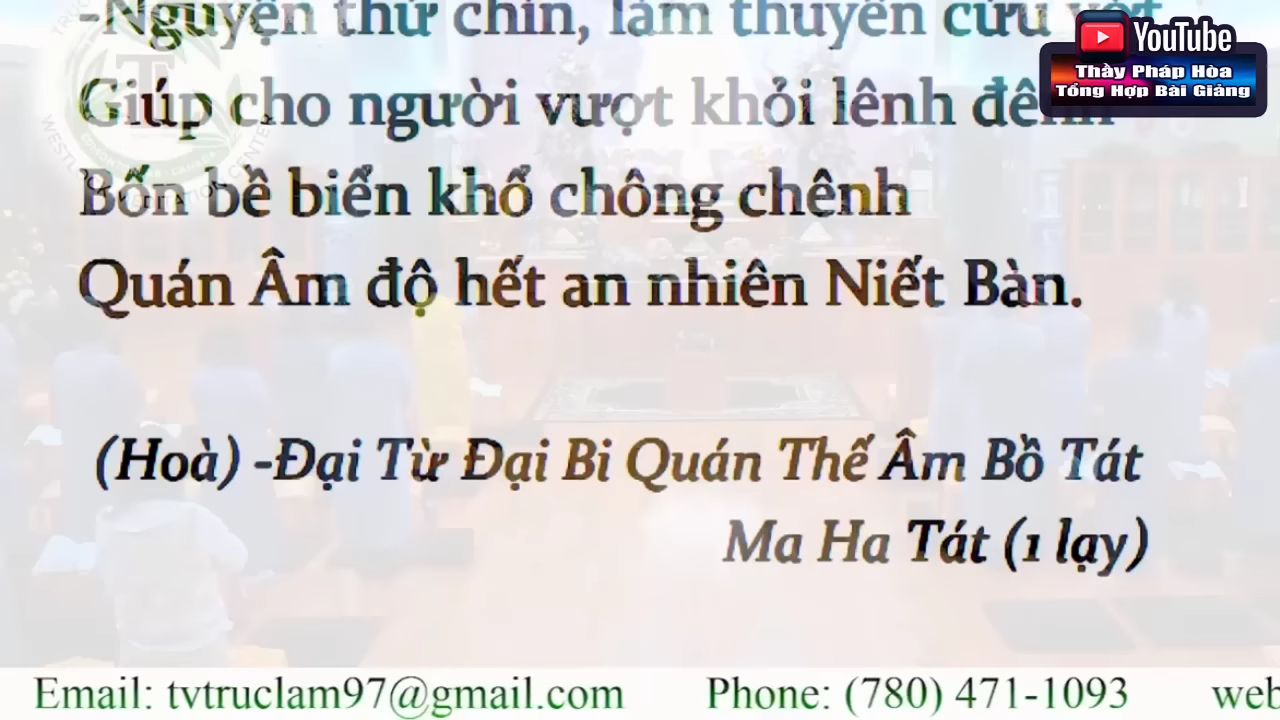 -Nguyện thứ chín, làm thuyền cứu vớt
Giúp cho người vượt khỏi lênh đênh
Bốn bề biển khổ chông chênh
Quán Âm độ hết an nhiên Niết Bàn.
(Hoà) -Đại Từ Đại Bi Quán Thế Âm Bồ Tát
Ma Ha Tát (1 lạy)
YouTube
Thầy Pháp Hòa
Tổng Hợp Bài Giảng
Email: tvtruclam97@gmail.com Phone: (780) 471-1093 web